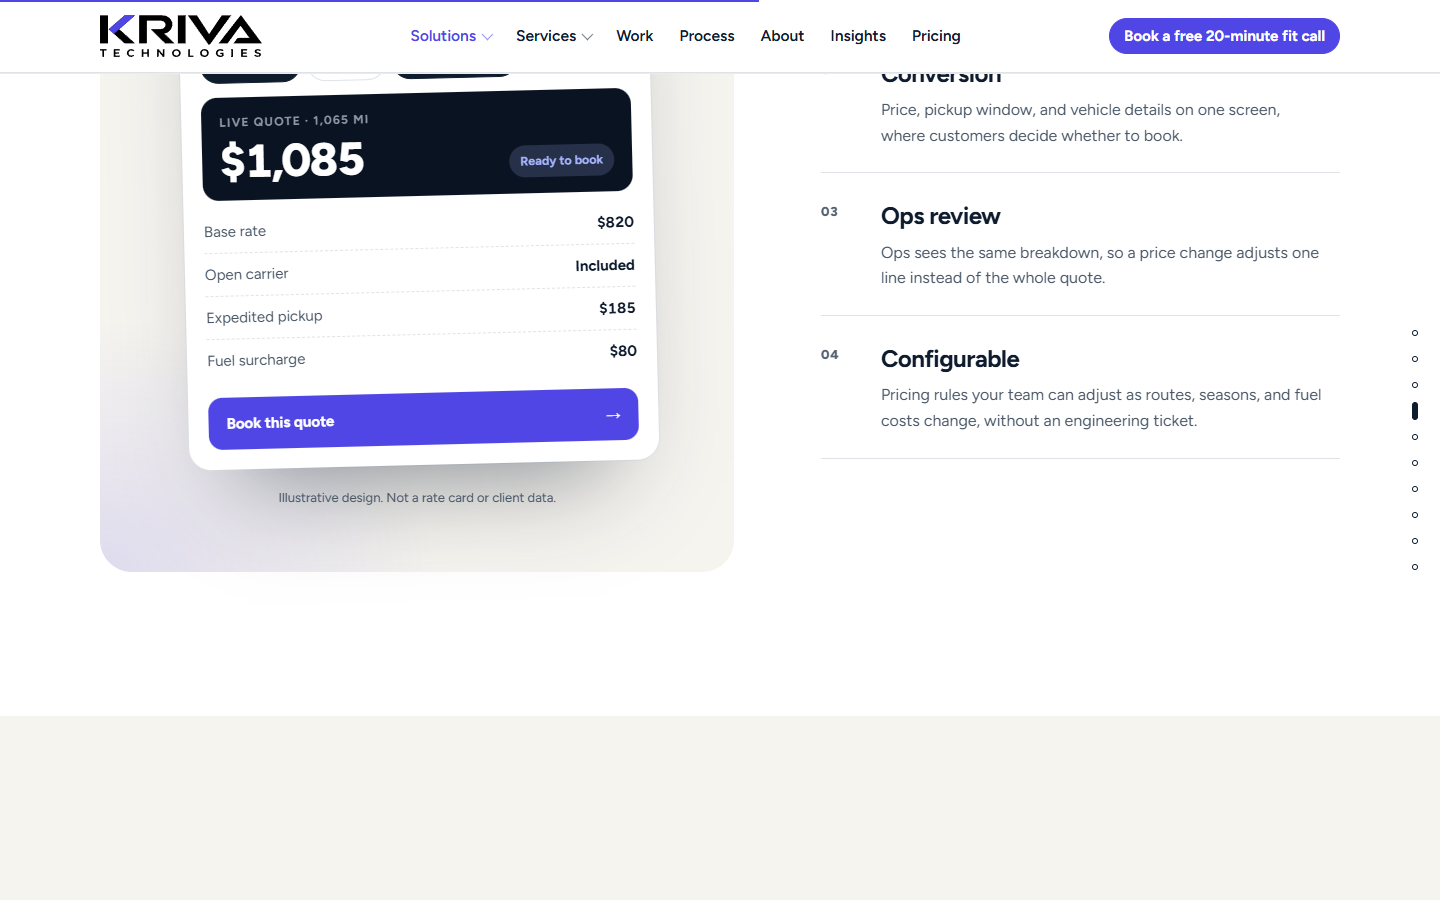 KRIVA
TECHNOLOGIES
Solutions
Services
Work
Process
About
Insights
Pricing
Book a free 20-minute fit call
LIVE QUOTE · 1,065 MI
$1,085
Ready to book
Base rate
$820
Open carrier
Included
Expedited pickup
$185
Fuel surcharge
$80
Book this quote →
Illustrative design. Not a rate card or client data.
Conversion
Price, pickup window, and vehicle details on one screen,
where customers decide whether to book.
03
Ops review
Ops sees the same breakdown, so a price change adjusts one
line instead of the whole quote.
04
Configurable
Pricing rules your team can adjust as routes, seasons, and fuel
costs change, without an engineering ticket.